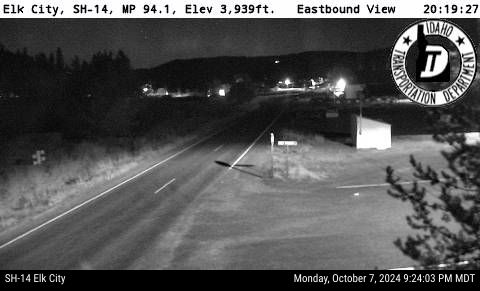 Elk City, SH-14, MP 94.1, Elev 3,939ft. Eastbound View 20:19:27
IDAHO
TRANSPORTATION DEPARTMENT
SH-14 Elk City Monday, October 7, 2024 9:24:03 PM MDT